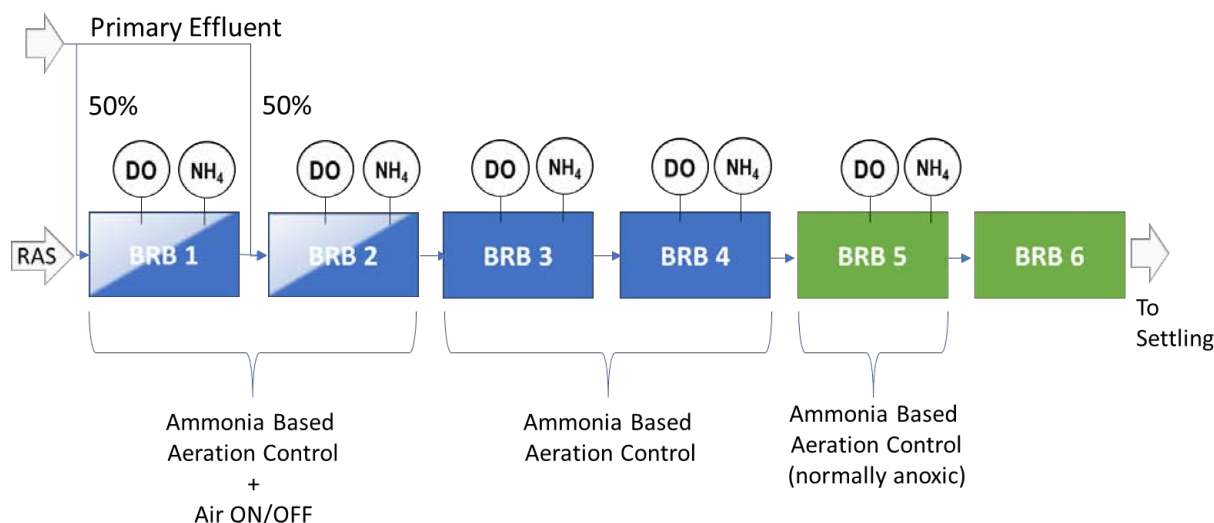 Primary Effluent
50%
50%
DO
NH₄
DO
NH₄
DO
NH₄
DO
NH₄
DO
NH₄
RAS
BRB 1
BRB 2
BRB 3
BRB 4
BRB 5
BRB 6
To
Settling
Ammonia Based
Aeration Control
+
Air ON/OFF
Ammonia Based
Aeration Control
Ammonia Based
Aeration Control
(normally anoxic)